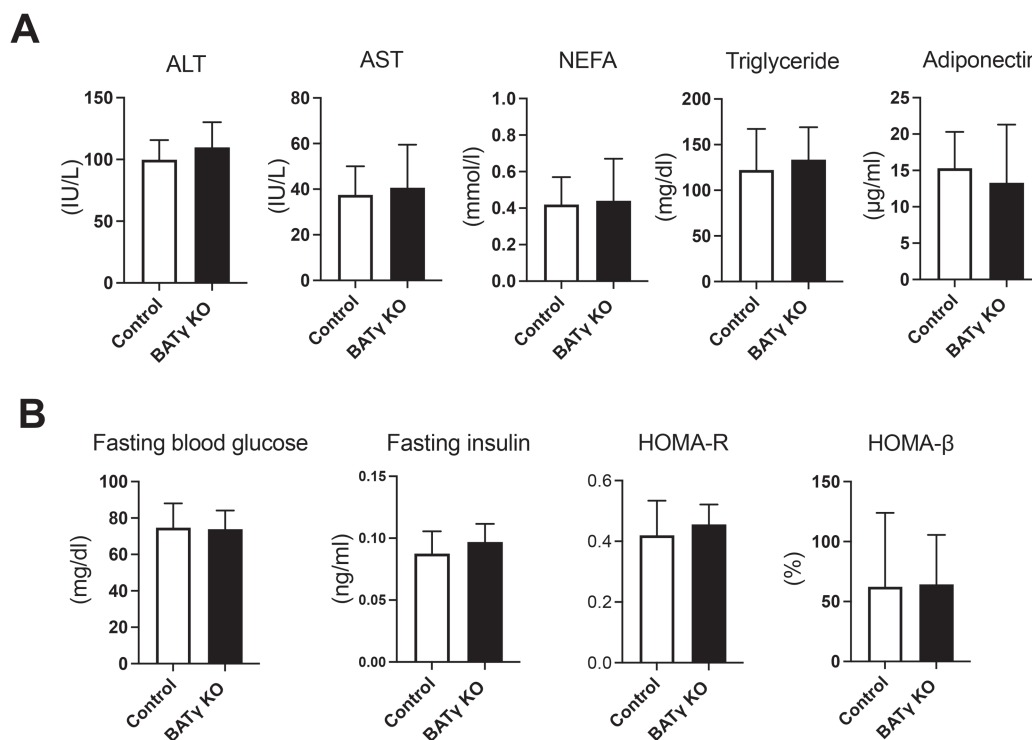 A
ALT
AST
NEFA
Triglyceride
Adiponectin
150
100
50
0
(IU/L)
Control
BATγ KO
80
60
40
20
0
(IU/L)
Control
BATγ KO
1.0
0.8
0.6
0.4
0.2
0.0
(mmol/l)
Control
BATγ KO
200
150
100
50
0
(mg/dl)
Control
BATγ KO
25
20
15
10
5
0
(μg/ml)
Control
BATγ KO
B
Fasting blood glucose
Fasting insulin
HOMA-R
HOMA-β
100
80
60
40
20
0
(mg/dl)
Control
BATγ KO
0.15
0.10
0.05
0.00
(ng/ml)
Control
BATγ KO
0.6
0.4
0.2
0.0
Control
BATγ KO
150
100
50
0
(%)
Control
BATγ KO